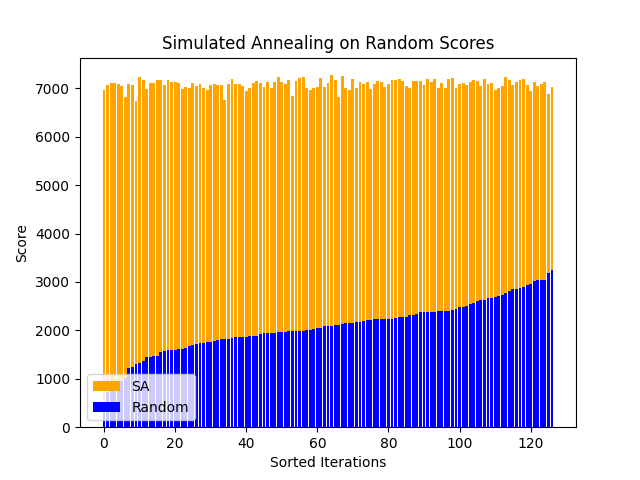 Simulated Annealing on Random Scores
Score
7000
6000
5000
4000
3000
2000
1000
0
SA
Random
0 20 40 60 80 100 120
Sorted Iterations